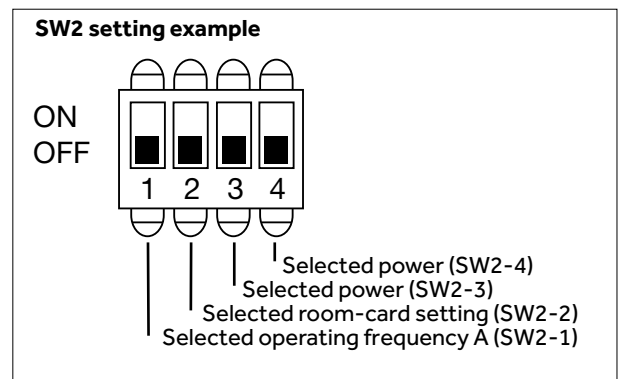 SW2 setting example
ON
OFF
1 2 3 4
Selected power (SW2-4)
Selected power (SW2-3)
Selected room-card setting (SW2-2)
Selected operating frequency A (SW2-1)